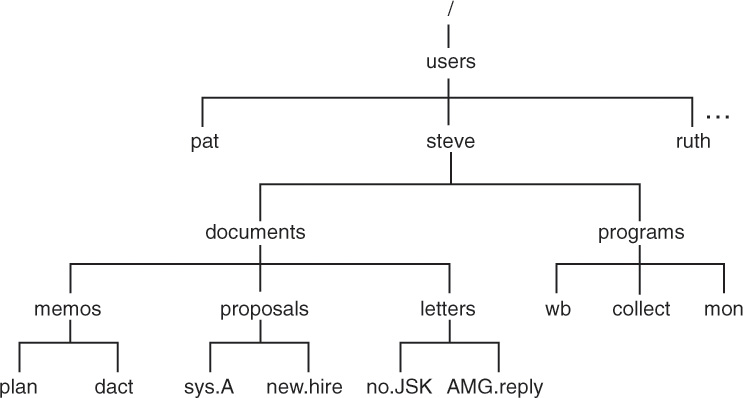 /
users
pat steve ruth ...
documents programs
memos proposals letters wb collect mon
plan dact sys.A new.hire no.JSK AMG.reply